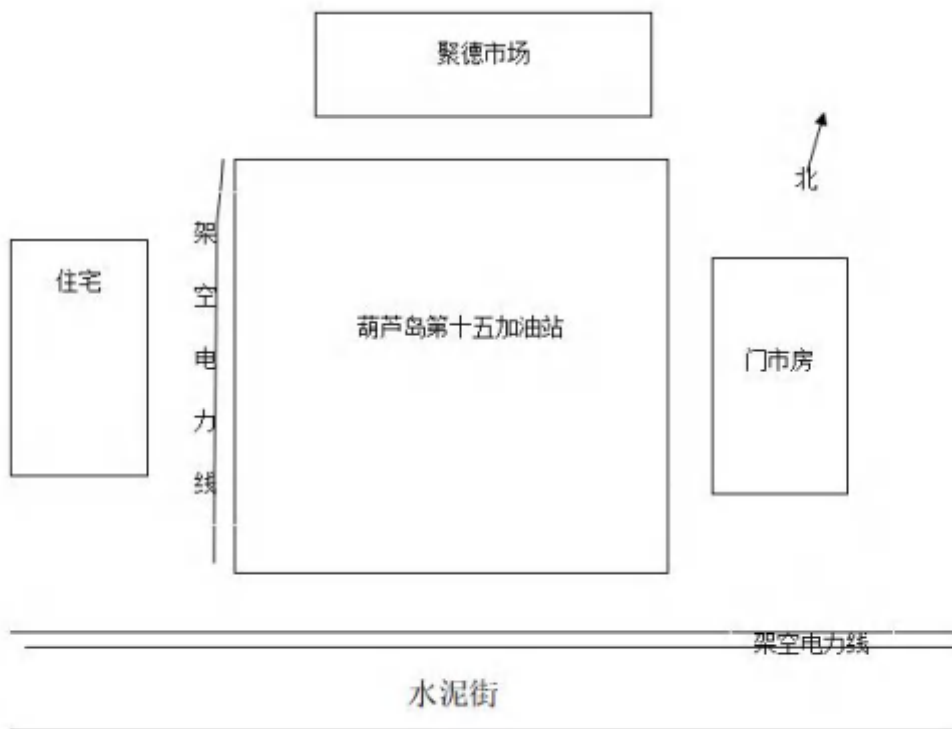 聚德市场
北
架空电力线
住宅
葫芦岛第十五加油站
门市房
架空电力线
水泥街